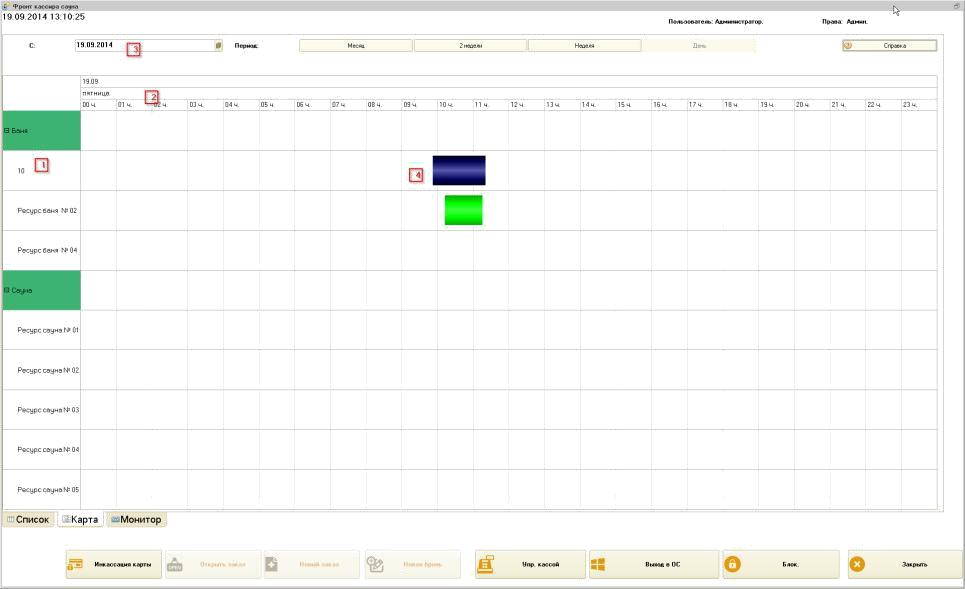 Фронт кассира сауна
19.09.2014 13:10:25
Пользователь: Администратор. Права: Админ.
С: 19.09.2014 3 Период: Месяц 2 недели Неделя День Справка
19.09
пятница 2
00 ч. 01 ч. 02 ч. 03 ч. 04 ч. 05 ч. 06 ч. 07 ч. 08 ч. 09 ч. 10 ч. 11 ч. 12 ч. 13 ч. 14 ч. 15 ч. 16 ч. 17 ч. 18 ч. 19 ч. 20 ч. 21 ч. 22 ч. 23 ч.
Баня
10 1 4
Ресурс баня № 02
Ресурс баня № 04
Сауна
Ресурс сауна № 01
Ресурс сауна № 02
Ресурс сауна № 03
Ресурс сауна № 04
Ресурс сауна № 05
Список Карта Монитор
Инкассация карты OPEN Открыть заказ Новый заказ Новая бронь Упр. кассой Выход в ОС Блок. Закрыть